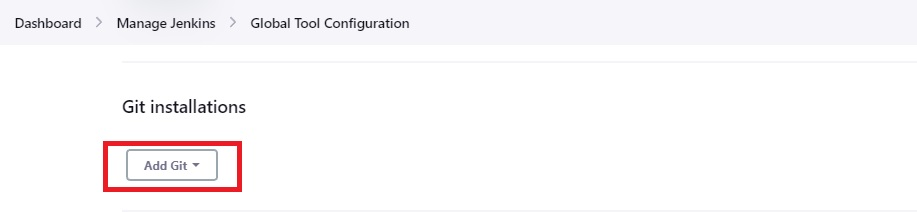 Dashboard > Manage Jenkins > Global Tool Configuration
Git installations
Add Git